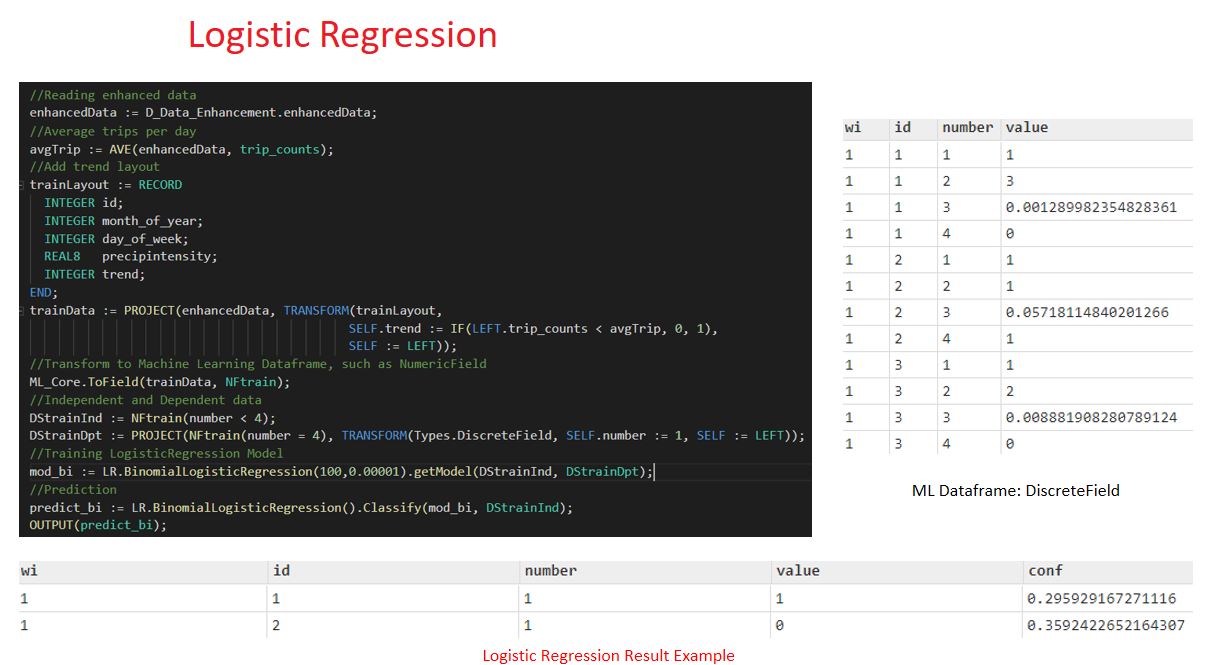 Logistic Regression
//Reading enhanced data
enhancedData := D_Data_Enhancement.enhancedData;
//Average trips per day
avgTrip := AVE(enhancedData, trip_counts);
//Add trend layout
trainLayout := RECORD
INTEGER id;
INTEGER month_of_year;
INTEGER day_of_week;
REAL8 precipintensity;
INTEGER trend;
END;
trainData := PROJECT(enhancedData, TRANSFORM(trainLayout,
SELF.trend := IF(LEFT.trip_counts < avgTrip, 0, 1),
SELF := LEFT));
//Transform to Machine Learning Dataframe, such as NumericField
ML_Core.ToField(trainData, NFtrain);
//Independent and Dependent data
DStrainInd := NFtrain(number < 4);
DStrainDpt := PROJECT(NFtrain(number = 4), TRANSFORM(Types.DiscreteField, SELF.number := 1, SELF := LEFT));
//Training LogisticRegression Model
mod_bi := LR.BinomialLogisticRegression(100,0.00001).getModel(DStrainInd, DStrainDpt);
//Prediction
predict_bi := LR.BinomialLogisticRegression().Classify(mod_bi, DStrainInd);
OUTPUT(predict_bi);
wi id number value
1 1 1 1
1 1 2 3
1 1 3 0.001289982354828361
1 1 4 0
1 2 1 1
1 2 2 1
1 2 3 0.05718114840201266
1 2 4 1
1 3 1 1
1 3 2 2
1 3 3 0.008881908280789124
1 3 4 0
ML Dataframe: DiscreteField
wi id number value conf
1 1 1 1 0.295929167271116
1 2 1 0 0.3592422652164307
Logistic Regression Result Example